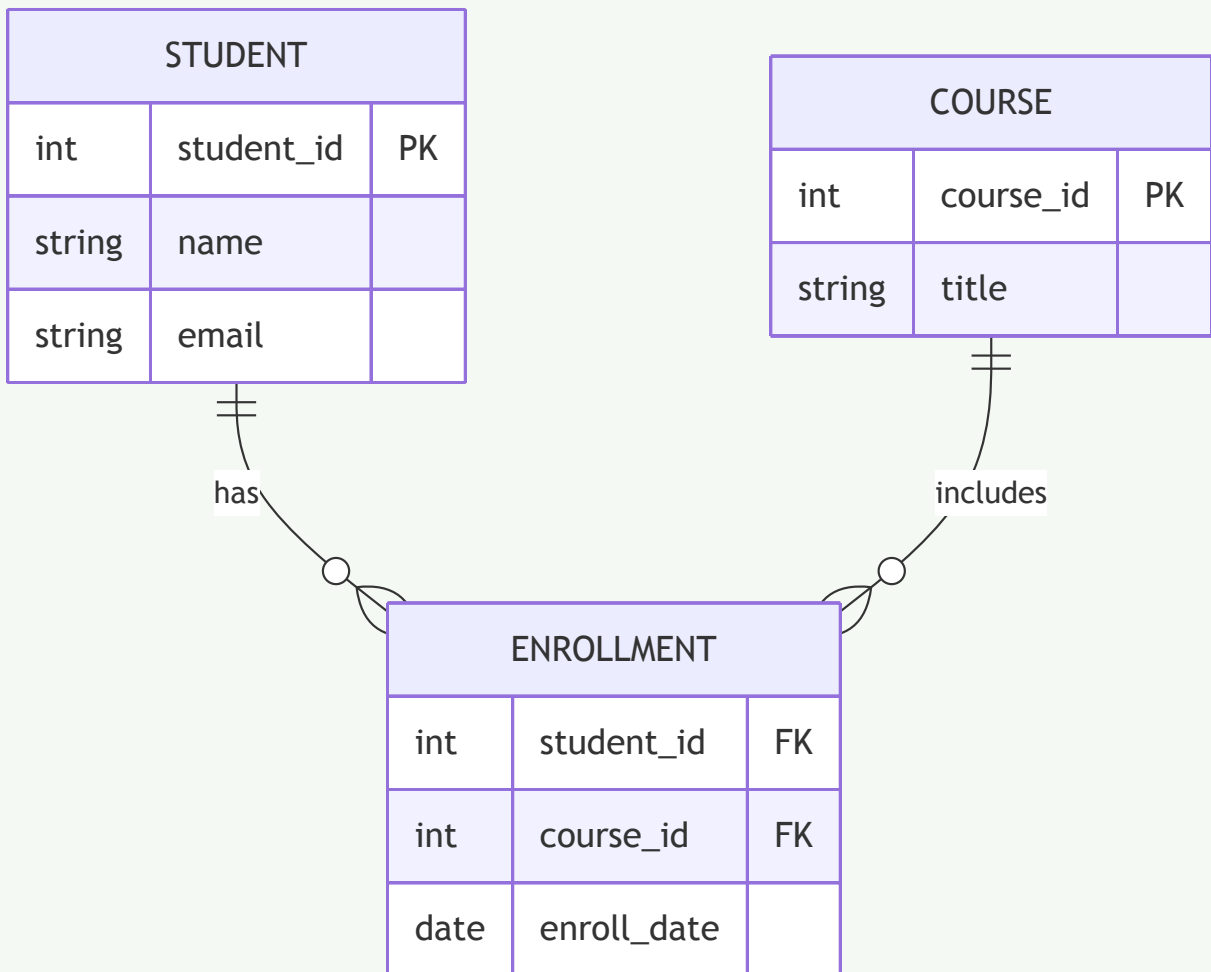 STUDENT
int student_id PK
string name
string email
COURSE
int course_id PK
string title
has
includes
ENROLLMENT
int student_id FK
int course_id FK
date enroll_date